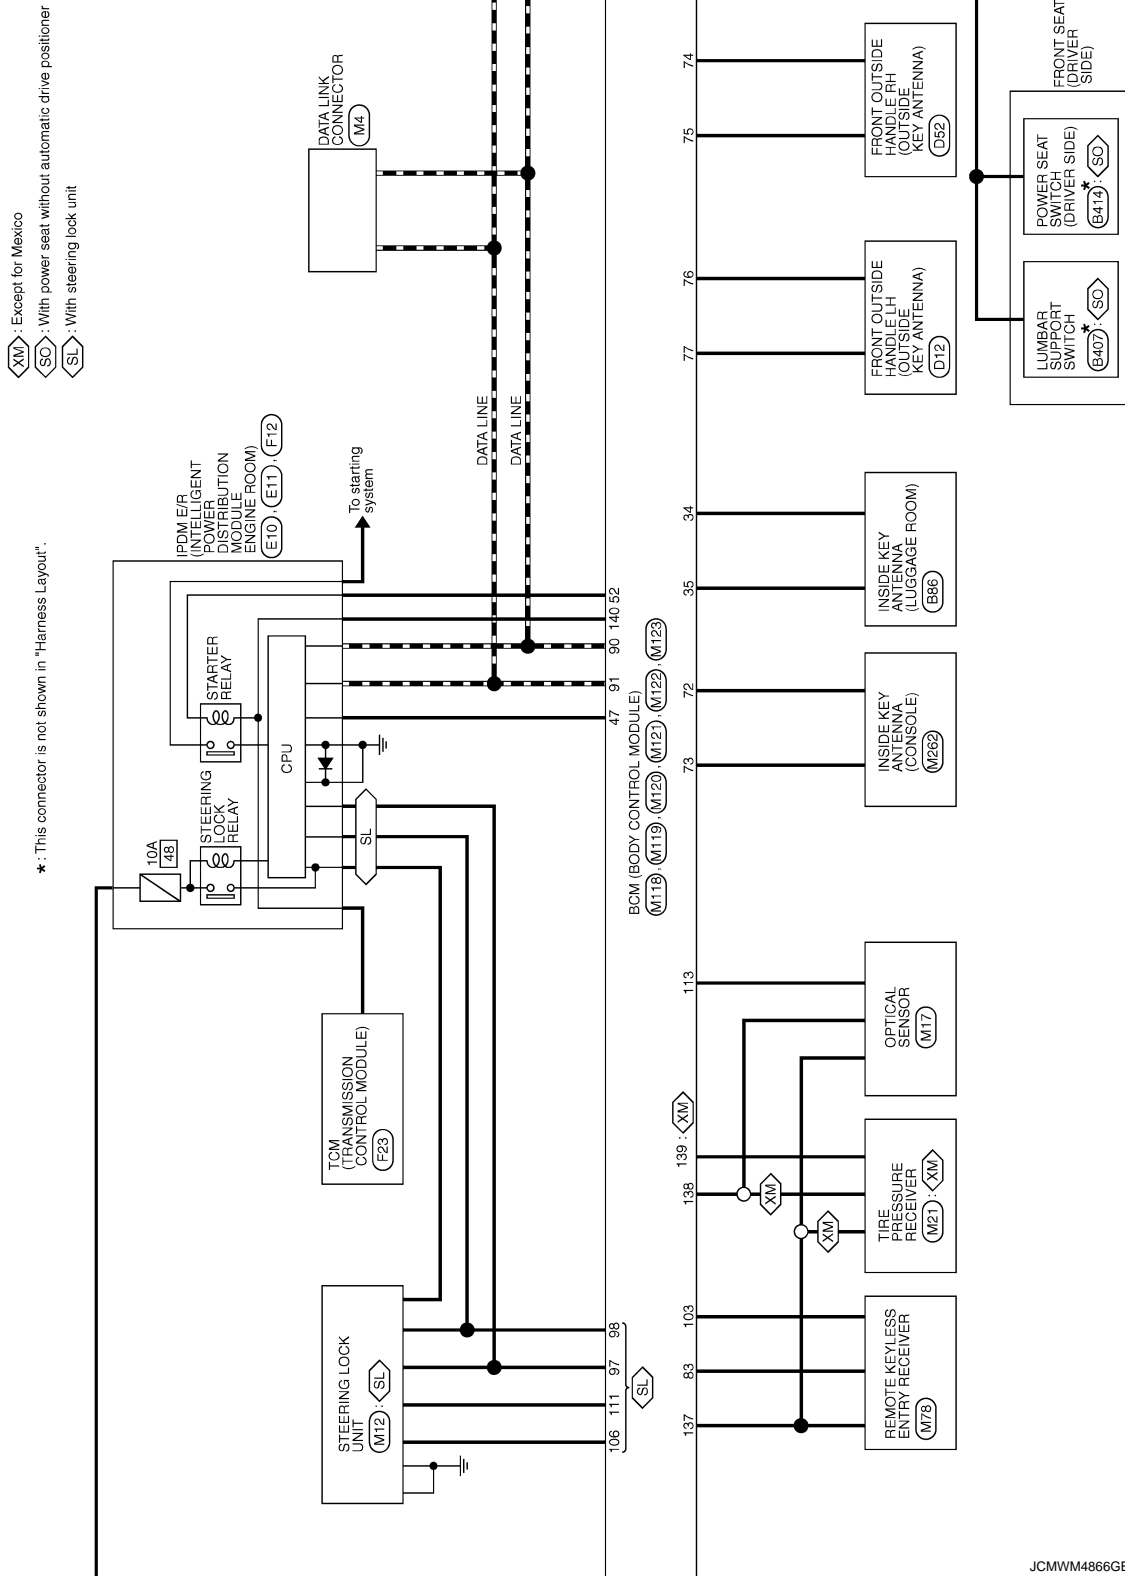 XM : Except for Mexico
SO : With power seat without automatic drive positioner
SL : With steering lock unit
* : This connector is not shown in "Harness Layout".
DATA LINK
CONNECTOR
M4
IPDM E/R
(INTELLIGENT
POWER
DISTRIBUTION
MODULE
ENGINE ROOM)
E10 , E11 , F12
To starting
system
DATA LINE
DATA LINE
10A
48
STEERING
LOCK
RELAY
STARTER
RELAY
CPU
SL
TCM
(TRANSMISSION
CONTROL MODULE)
F23
STEERING LOCK
UNIT
M12 : SL
106 111 97 98
SL
47 91 90 140 52
BCM (BODY CONTROL MODULE)
M118 , M119 , M120 , M121 , M122 , M123
137 83 103 138 139 : XM 113 73 72 35 34 77 76 75 74
XM
XM
REMOTE KEYLESS
ENTRY RECEIVER
M78
TIRE
PRESSURE
RECEIVER
M21 : XM
OPTICAL
SENSOR
M17
INSIDE KEY
ANTENNA
(CONSOLE)
M262
INSIDE KEY
ANTENNA
(LUGGAGE ROOM)
B86
FRONT OUTSIDE
HANDLE LH
(OUTSIDE
KEY ANTENNA)
D12
FRONT OUTSIDE
HANDLE RH
(OUTSIDE
KEY ANTENNA)
D52
LUMBAR
SUPPORT
SWITCH
B407 * : SO
POWER SEAT
SWITCH
(DRIVER SIDE)
B414 * : SO
FRONT SEAT
(DRIVER
SIDE)
JCMWM4866GE